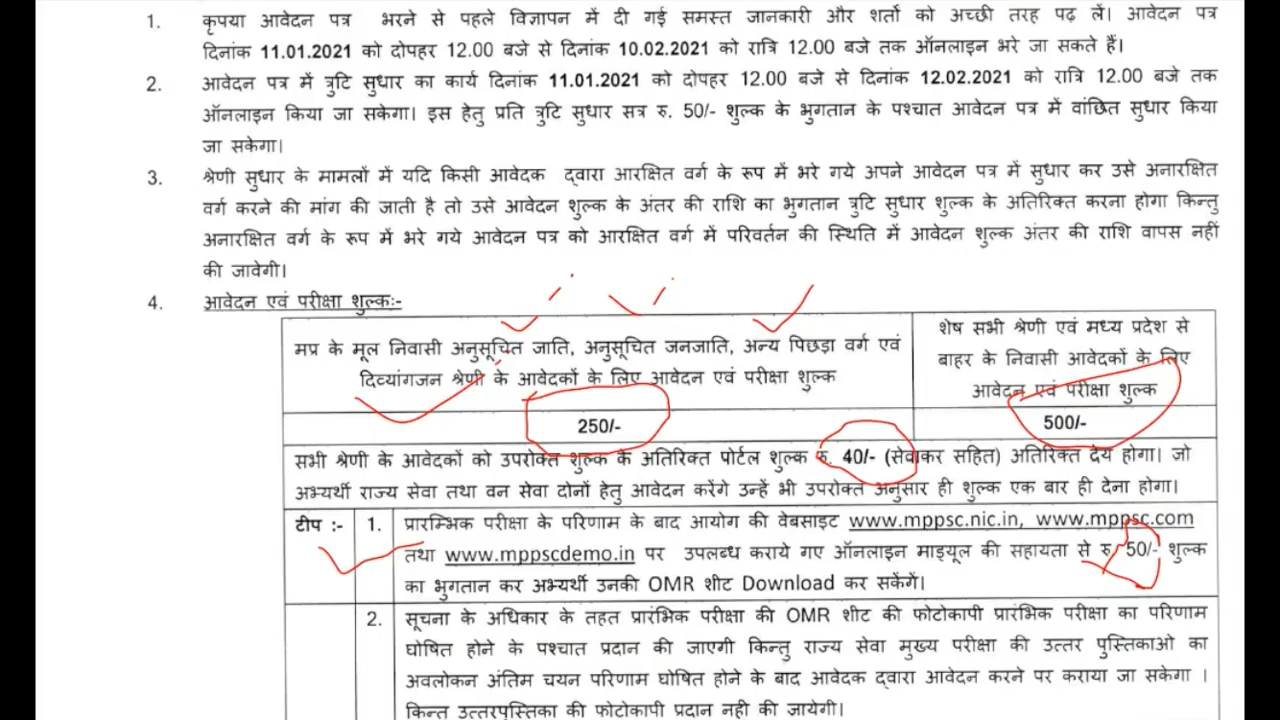 1. कृपया आवेदन पत्र भरने से पहले विज्ञापन में दी गई समस्त जानकारी और शर्तो को अच्छी तरह पढ़ लें। आवेदन पत्र
दिनांक 11.01.2021 को दोपहर 12.00 बजे से दिनांक 10.02.2021 को रात्रि 12.00 बजे तक ऑनलाइन भरे जा सकते हैं।
2. आवेदन पत्र में त्रुटि सुधार का कार्य दिनांक 11.01.2021 को दोपहर 12.00 बजे से दिनांक 12.02.2021 को रात्रि 12.00 बजे तक
ऑनलाइन किया जा सकेगा। इस हेतु प्रति त्रुटि सुधार सत्र रु. 50/- शुल्क के भुगतान के पश्चात आवेदन पत्र में वांछित सुधार किया
जा सकेगा।
3. श्रेणी सुधार के मामलों में यदि किसी आवेदक द्वारा आरक्षित वर्ग के रूप में भरे गये अपने आवेदन पत्र में सुधार कर उसे अनारक्षित
वर्ग करने की मांग की जाती है तो उसे आवेदन शुल्क के अंतर की राशि का भुगतान त्रुटि सुधार शुल्क के अतिरिक्त करना होगा किन्तु
अनारक्षित वर्ग के रूप में भरे गये आवेदन पत्र को आरक्षित वर्ग में परिवर्तन की स्थिति में आवेदन शुल्क अंतर की राशि वापस नहीं
की जावेगी।
4. आवेदन एवं परीक्षा शुल्कः-
मप्र के मूल निवासी अनुसूचित जाति, अनुसूचित जनजाति, अन्य पिछड़ा वर्ग एवं
दिव्यांगजन श्रेणी के आवेदकों के लिए आवेदन एवं परीक्षा शुल्क
शेष सभी श्रेणी एवं मध्य प्रदेश से
बाहर के निवासी आवेदकों के लिए
आवेदन एवं परीक्षा शुल्क
250/-
500/-
सभी श्रेणी के आवेदकों को उपरोक्त शुल्क के अतिरिक्त पोर्टल शुल्क रु. 40/- (सेवाकर सहित) अतिरिक्त देय होगा। जो
अभ्यर्थी राज्य सेवा तथा वन सेवा दोनों हेतु आवेदन करेंगे उन्हें भी उपरोक्त अनुसार ही शुल्क एक बार ही देना होगा।
टीप :- 1. प्रारम्भिक परीक्षा के परिणाम के बाद आयोग की वेबसाइट www.mppsc.nic.in, www.mppsc.com
तथा www.mppscdemo.in पर उपलब्ध कराये गए ऑनलाइन माड्यूल की सहायता से रु 50/- शुल्क
का भुगतान कर अभ्यर्थी उनकी OMR शीट Download कर सकेंगें।
2. सूचना के अधिकार के तहत प्रारंभिक परीक्षा की OMR शीट की फोटोकापी प्रारंभिक परीक्षा का परिणाम
घोषित होने के पश्चात प्रदान की जाएगी किन्तु राज्य सेवा मुख्य परीक्षा की उत्तर पुस्तिकाओ का
अवलोकन अंतिम चयन परिणाम घोषित होने के बाद आवेदक द्वारा आवेदन करने पर कराया जा सकेगा ।
किन्त उत्तरपुस्तिका की फोटोकापी प्रदान नही की जायेगी।